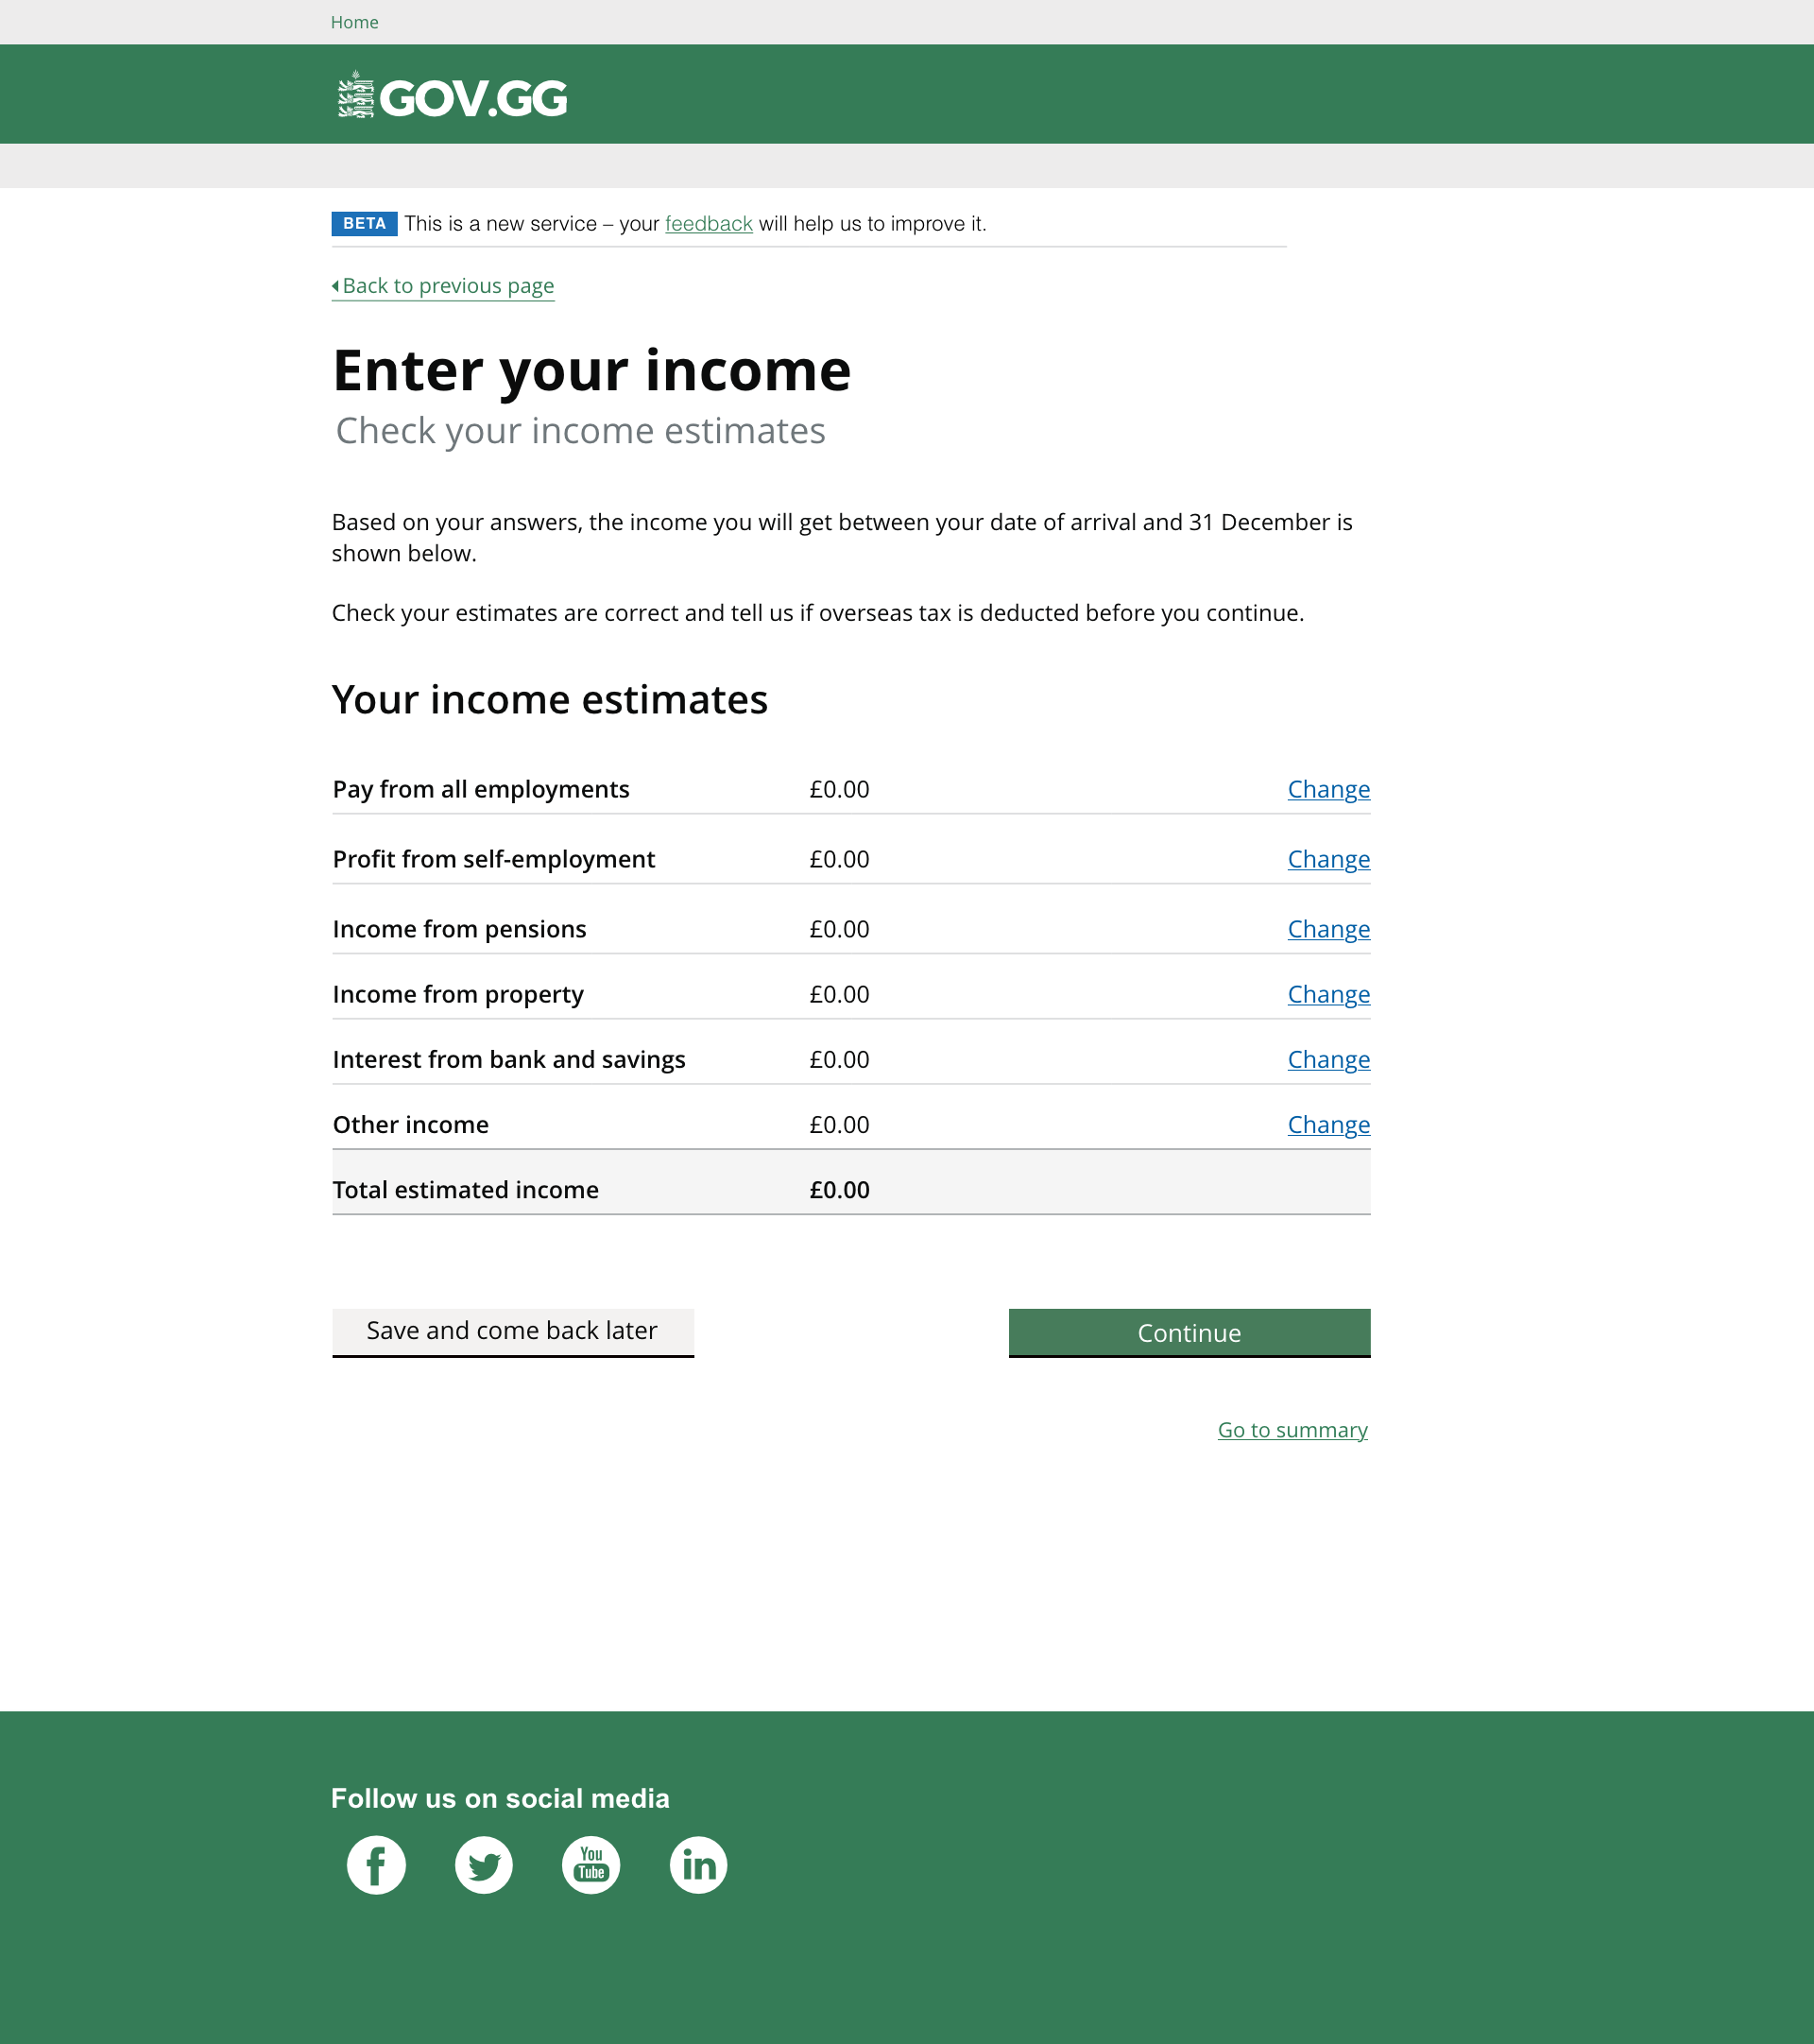 Home
GOV.GG
BETA This is a new service – your feedback will help us to improve it.
Back to previous page
Enter your income
Check your income estimates
Based on your answers, the income you will get between your date of arrival and 31 December is
shown below.
Check your estimates are correct and tell us if overseas tax is deducted before you continue.
Your income estimates
Pay from all employments £0.00 Change
Profit from self-employment £0.00 Change
Income from pensions £0.00 Change
Income from property £0.00 Change
Interest from bank and savings £0.00 Change
Other income £0.00 Change
Total estimated income £0.00
Save and come back later Continue
Go to summary
Follow us on social media
f You Tube in